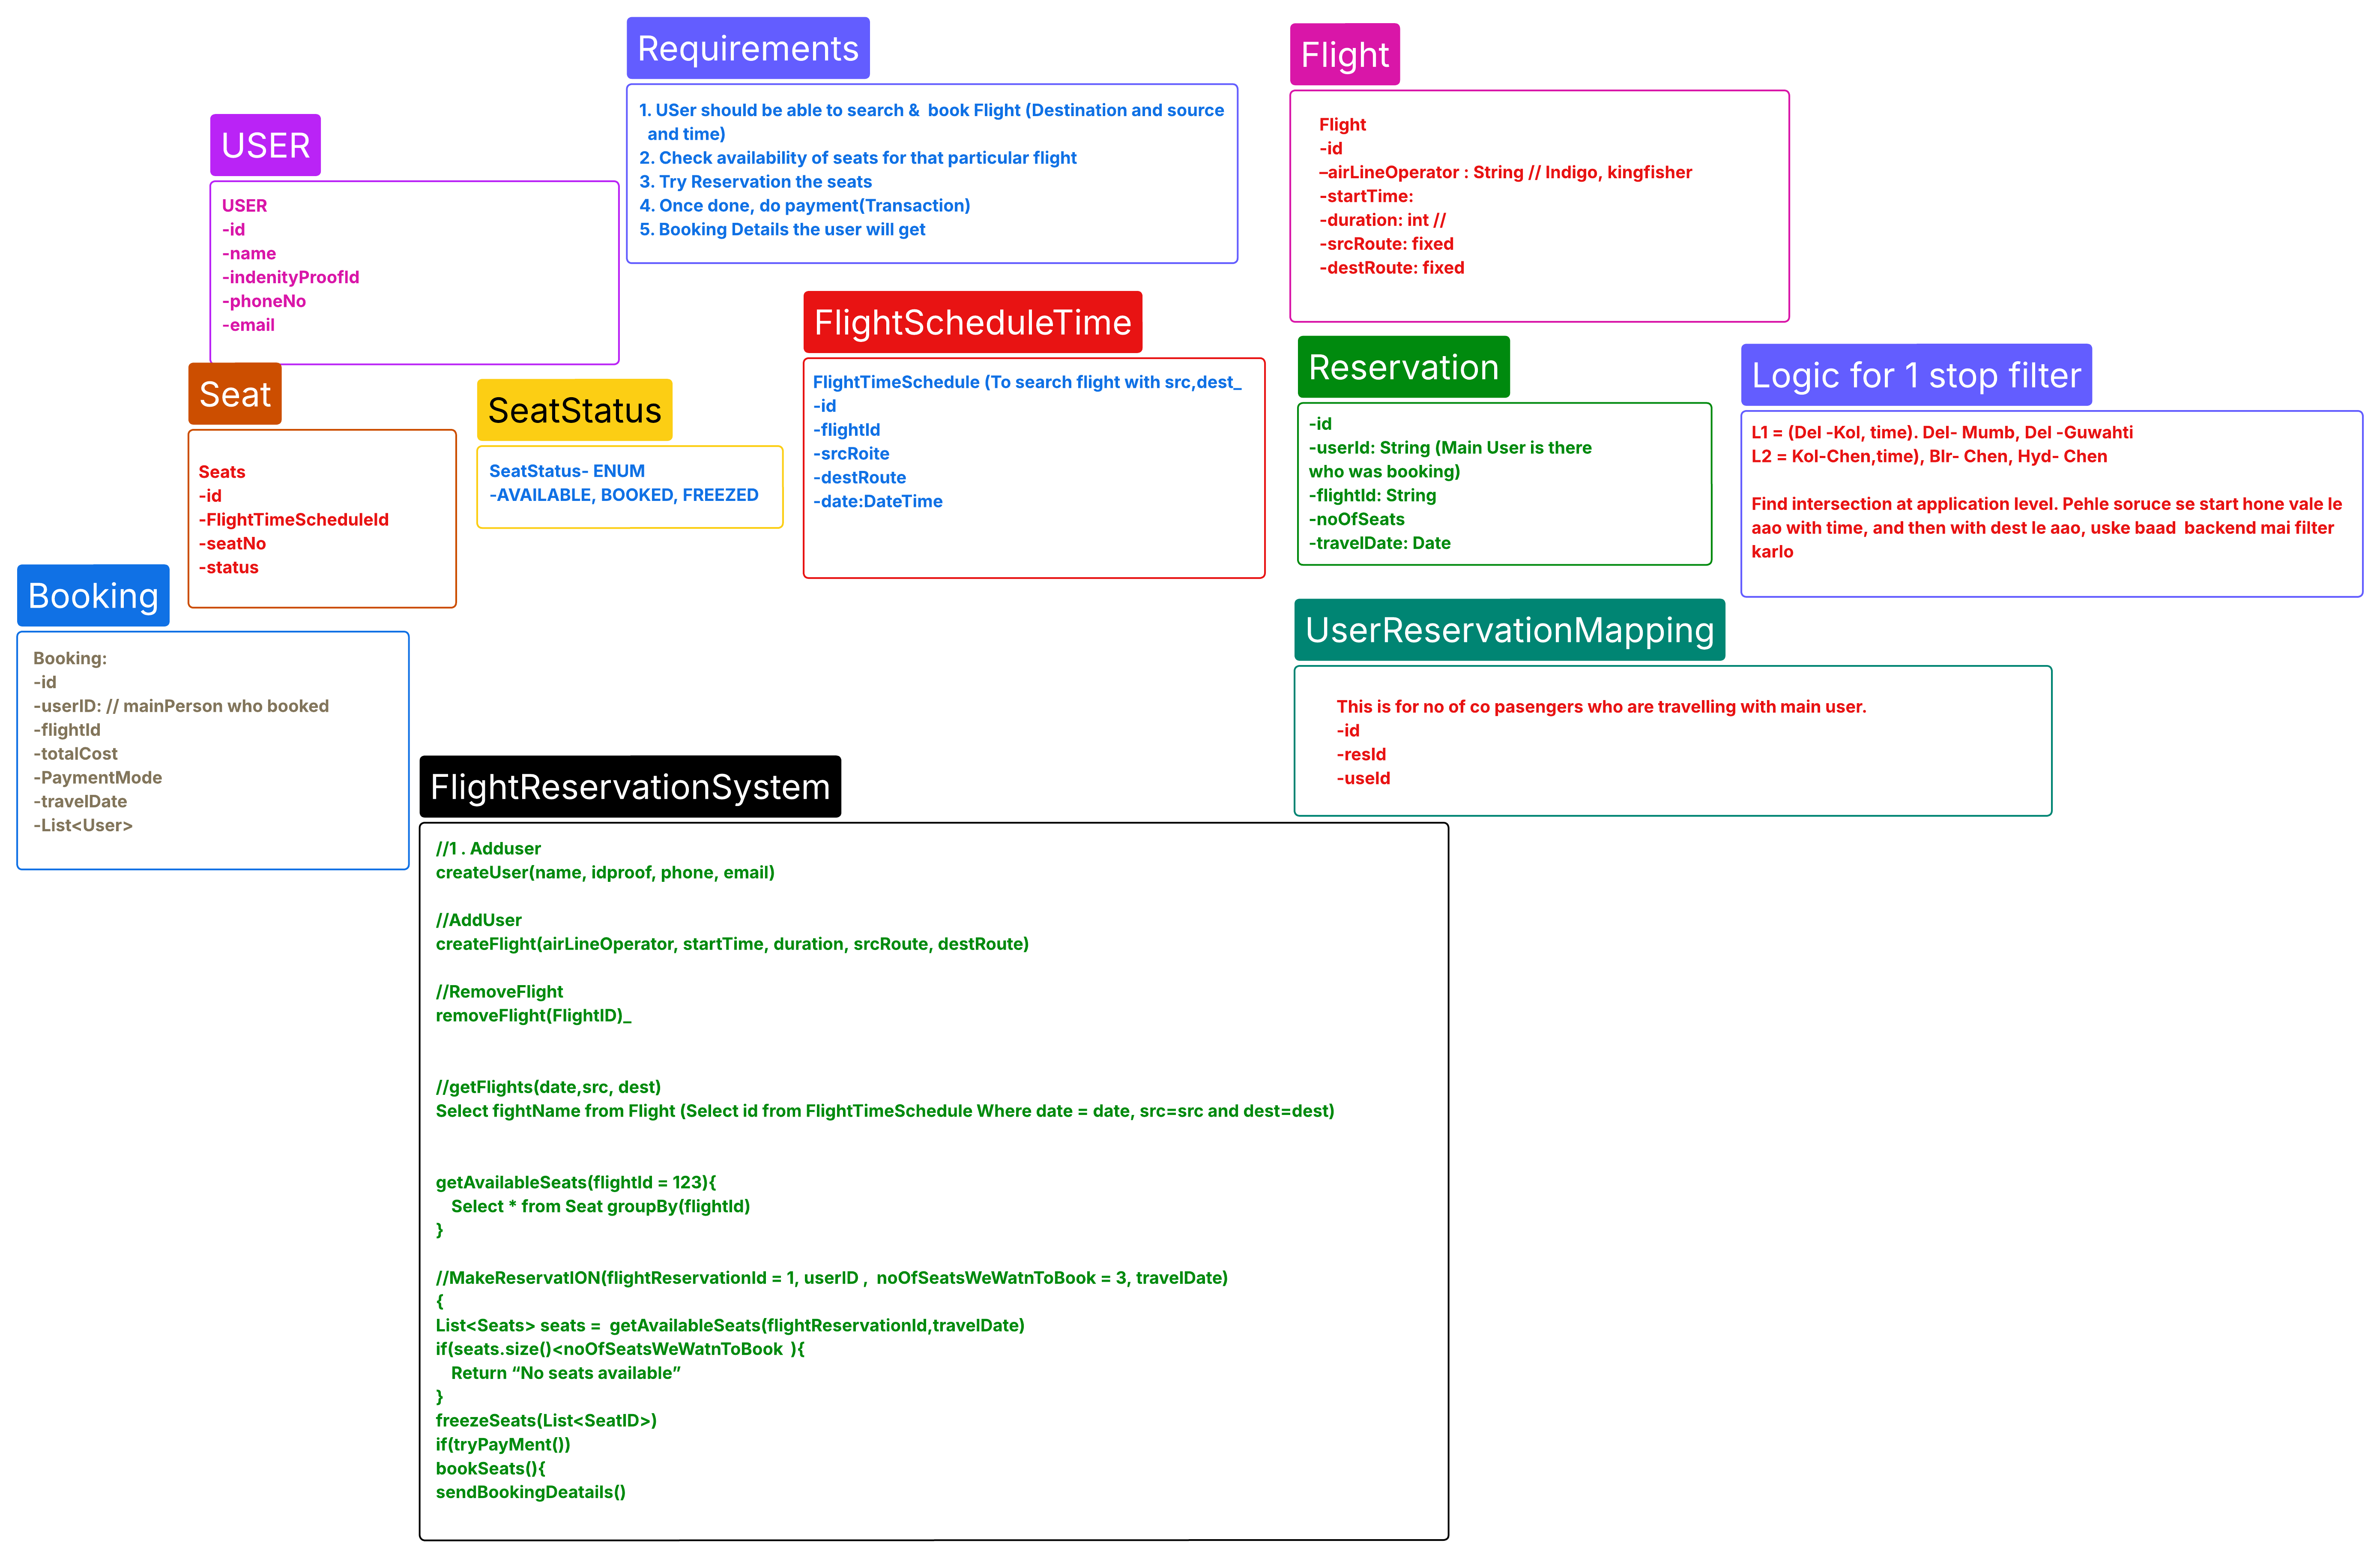 Requirements
1. USer should be able to search &  book Flight (Destination and source
and time)
2. Check availability of seats for that particular flight
3. Try Reservation the seats
4. Once done, do payment(Transaction)
5. Booking Details the user will get
Flight
Flight
-id
–airLineOperator : String // Indigo, kingfisher
-startTime:
-duration: int //
-srcRoute: fixed
-destRoute: fixed
USER
USER
-id
-name
-indenityProofId
-phoneNo
-email
FlightScheduleTime
FlightTimeSchedule (To search flight with src,dest_
-id
-flightId
-srcRoite
-destRoute
-date:DateTime
Reservation
-id
-userId: String (Main User is there
who was booking)
-flightId: String
-noOfSeats
-travelDate: Date
Logic for 1 stop filter
L1 = (Del -Kol, time). Del- Mumb, Del -Guwahti
L2 = Kol-Chen,time), Blr- Chen, Hyd- Chen
Find intersection at application level. Pehle soruce se start hone vale le
aao with time, and then with dest le aao, uske baad  backend mai filter
karlo
Seat
Seats
-id
-FlightTimeScheduleId
-seatNo
-status
SeatStatus
SeatStatus- ENUM
-AVAILABLE, BOOKED, FREEZED
Booking
Booking:
-id
-userID: // mainPerson who booked
-flightId
-totalCost
-PaymentMode
-travelDate
-List<User>
UserReservationMapping
This is for no of co pasengers who are travelling with main user.
-id
-resId
-useId
FlightReservationSystem
//1 . Adduser
createUser(name, idproof, phone, email)
//AddUser
createFlight(airLineOperator, startTime, duration, srcRoute, destRoute)
//RemoveFlight
removeFlight(FlightID)_
//getFlights(date,src, dest)
Select fightName from Flight (Select id from FlightTimeSchedule Where date = date, src=src and dest=dest)
getAvailableSeats(flightId = 123){
Select * from Seat groupBy(flightId)
}
//MakeReservatION(flightReservationId = 1, userID ,  noOfSeatsWeWatnToBook = 3, travelDate)
{
List<Seats> seats =  getAvailableSeats(flightReservationId,travelDate)
if(seats.size()<noOfSeatsWeWatnToBook  ){
Return “No seats available”
}
freezeSeats(List<SeatID>)
if(tryPayMent())
bookSeats(){
sendBookingDeatails()